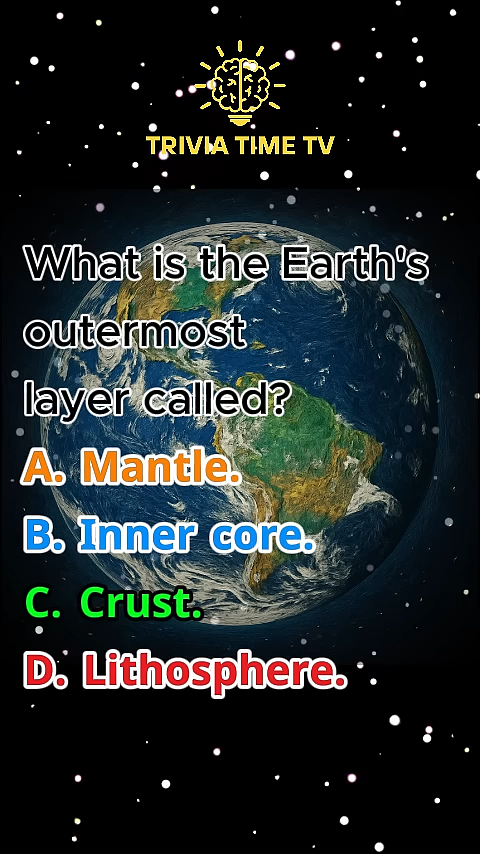 TRIVIA TIME TV
What is the Earth's
outermost
layer called?
A. Mantle.
B. Inner core.
C. Crust.
D. Lithosphere.